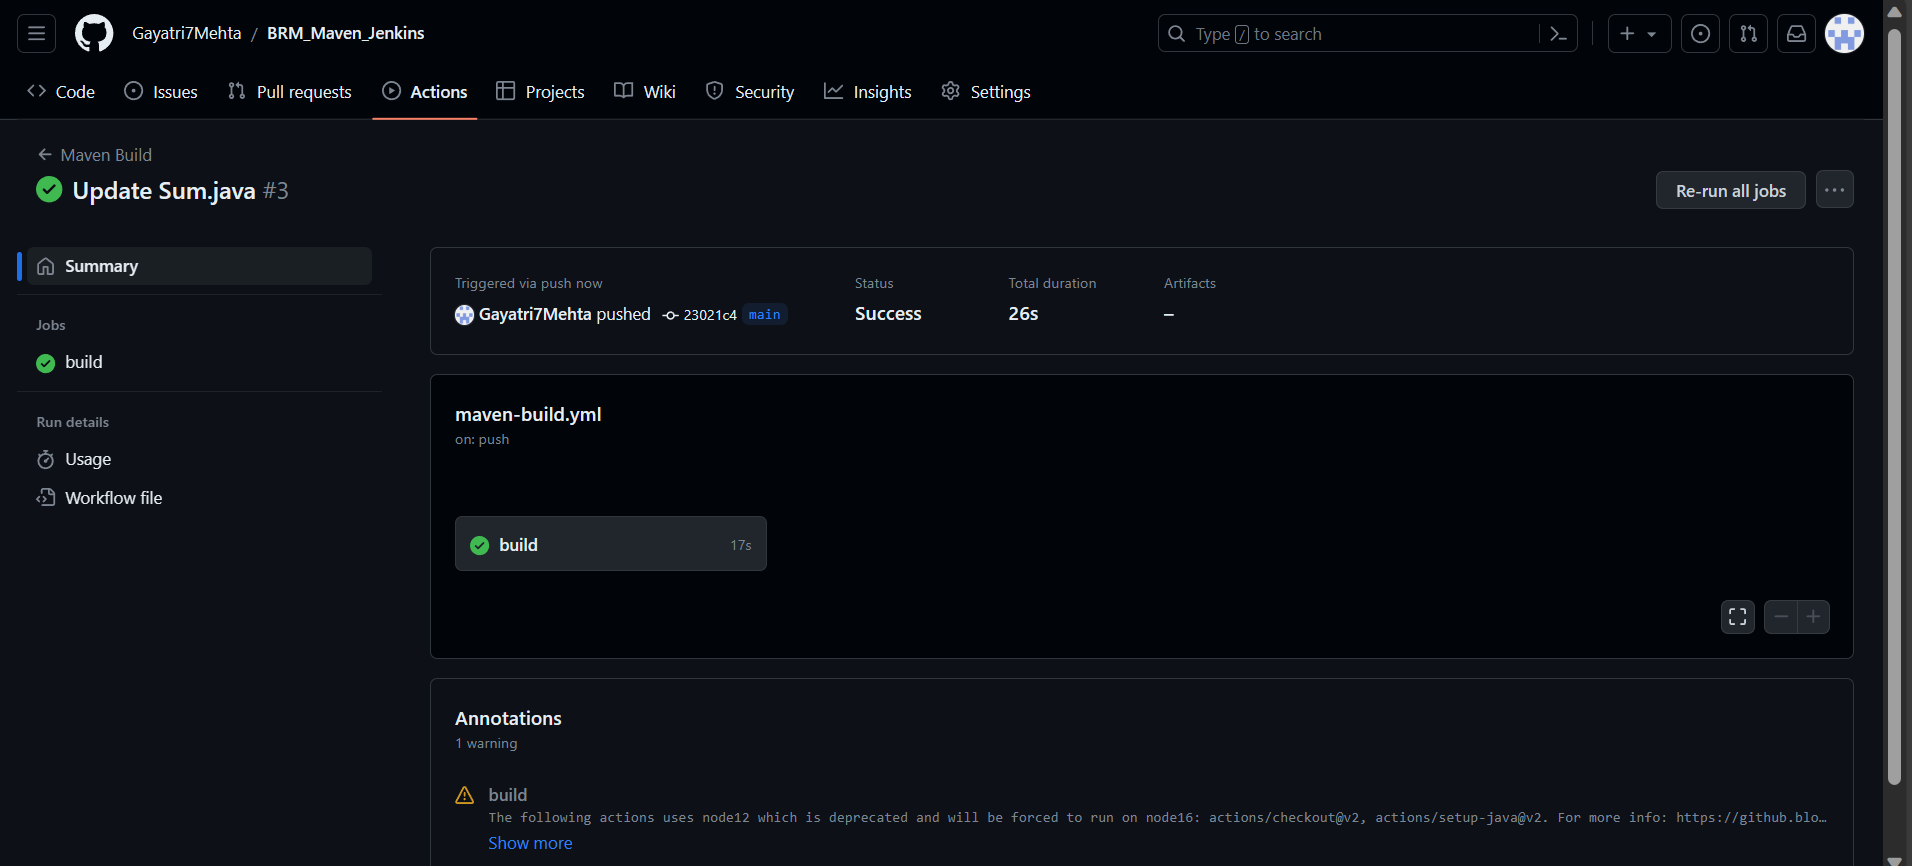 Gayatri7Mehta / BRM_Maven_Jenkins
Type / to search
Code Issues Pull requests Actions Projects Wiki Security Insights Settings
Maven Build
Update Sum.java #3
Re-run all jobs
Summary
Jobs
build
Run details
Usage
Workflow file
Triggered via push now
Gayatri7Mehta pushed 23021c4 main
Status
Success
Total duration
26s
Artifacts
–
maven-build.yml
on: push
build 17s
Annotations
1 warning
build
The following actions uses node12 which is deprecated and will be forced to run on node16: actions/checkout@v2, actions/setup-java@v2. For more info: https://github.blo…
Show more